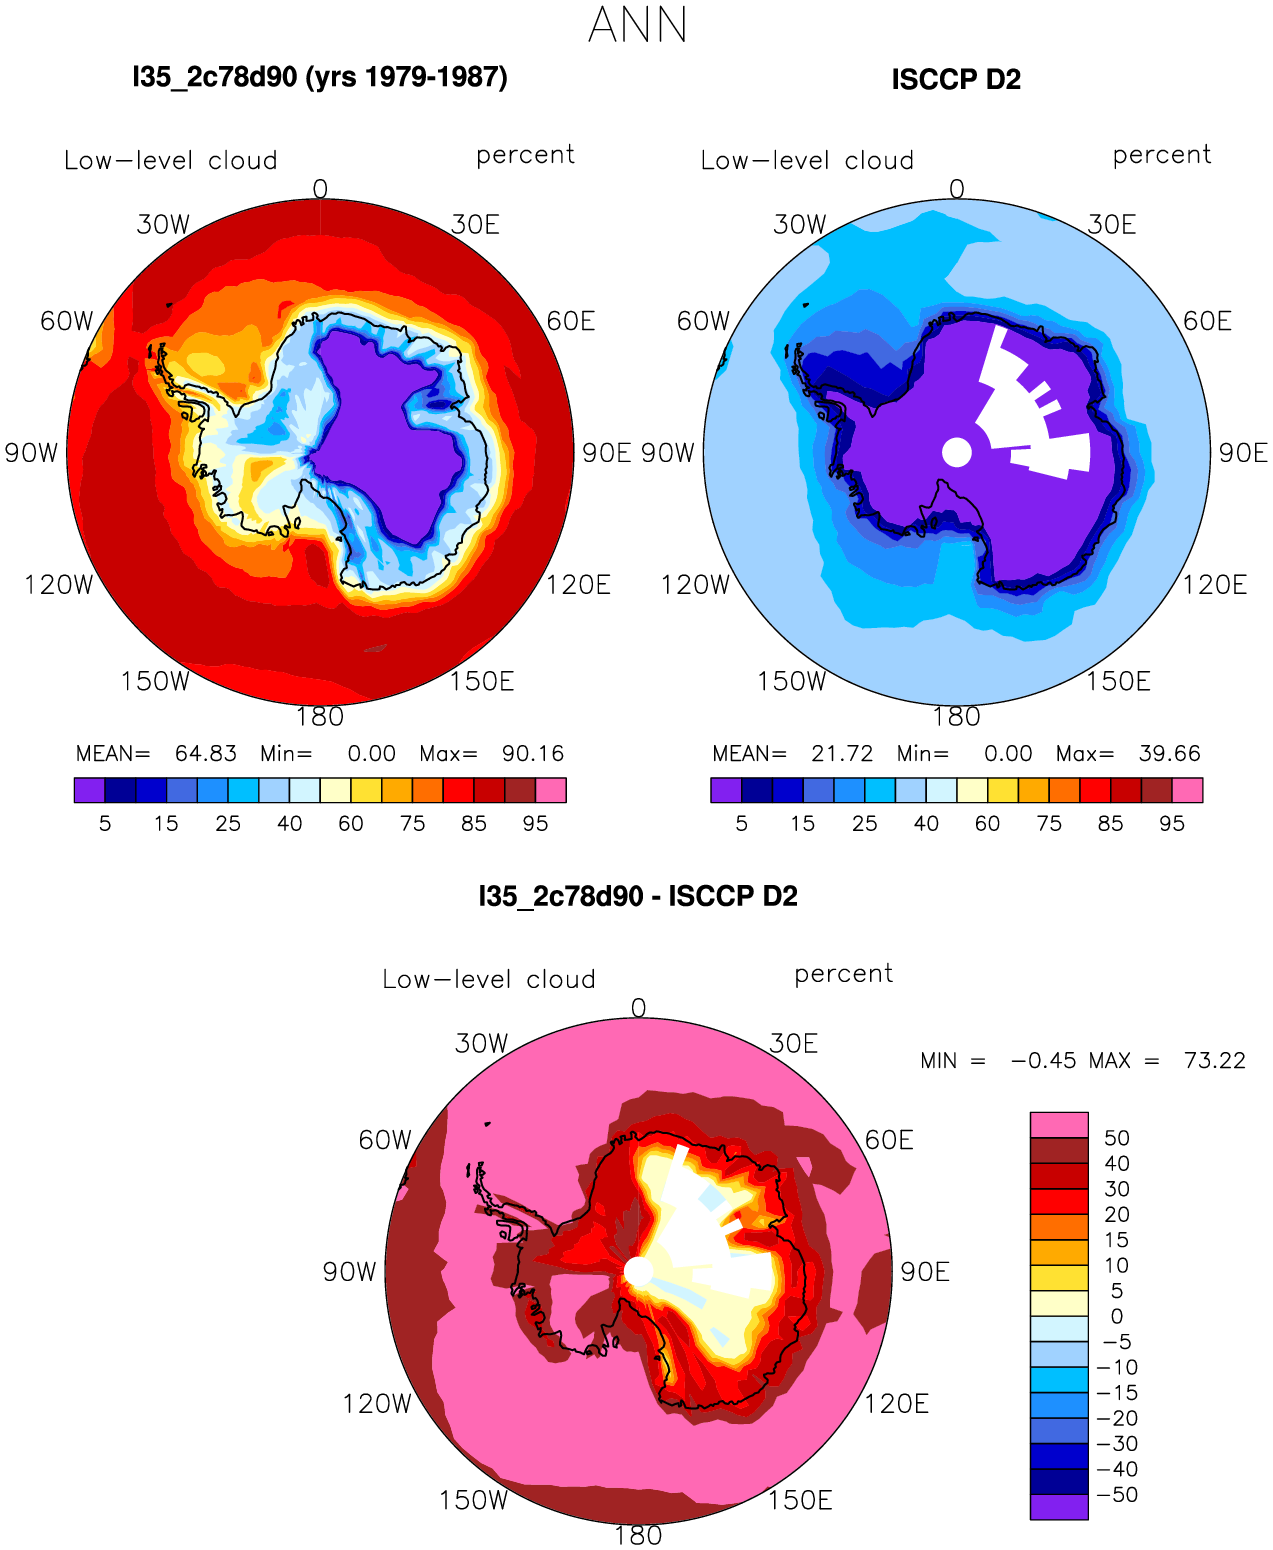 ANN
I35_2c78d90 (yrs 1979-1987)
ISCCP D2
Low-level cloud percent
Low-level cloud percent
0
30W 30E
60W 60E
90W 90E
120W 120E
150W 150E
180
0
30W 30E
60W 60E
90W 90E
120W 120E
150W 150E
180
MEAN= 64.83 Min= 0.00 Max= 90.16
5 15 25 40 60 75 85 95
MEAN= 21.72 Min= 0.00 Max= 39.66
5 15 25 40 60 75 85 95
I35_2c78d90 - ISCCP D2
Low-level cloud percent
0
30W 30E
60W 60E
90W 90E
120W 120E
150W 150E
180
MIN = -0.45 MAX = 73.22
50
40
30
20
15
10
5
0
-5
-10
-15
-20
-30
-40
-50